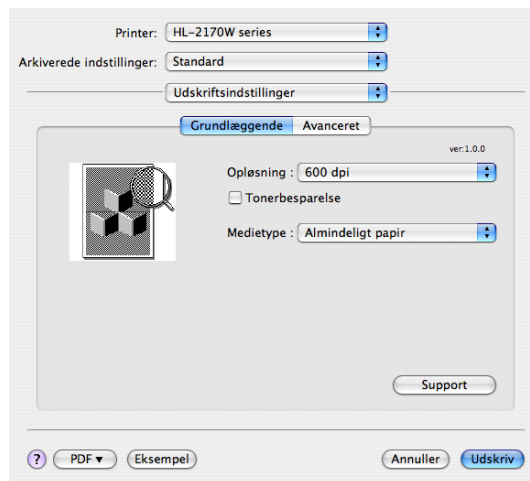 Printer: HL-2170W series
Arkiverede indstillinger: Standard
Udskriftsindstillinger
Grundlæggende Avanceret
ver:1.0.0
Opløsning : 600 dpi
Tonerbesparelse
Medietype : Almindeligt papir
Support
? PDF ▾ Eksempel Annuller Udskriv